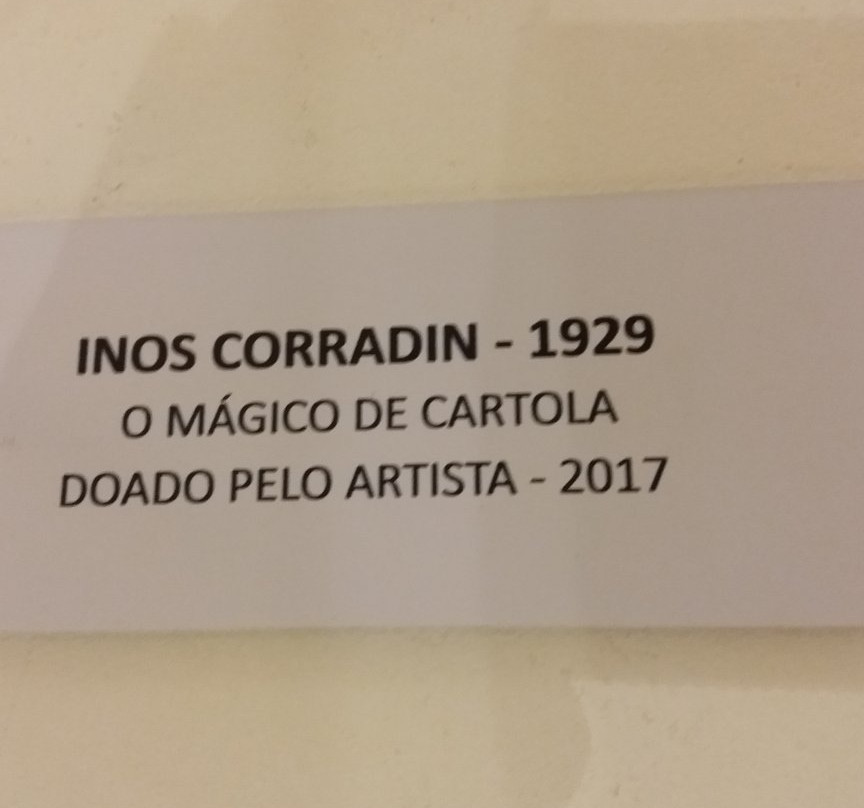 INOS CORRADIN - 1929
O MÁGICO DE CARTOLA
DOADO PELO ARTISTA - 2017